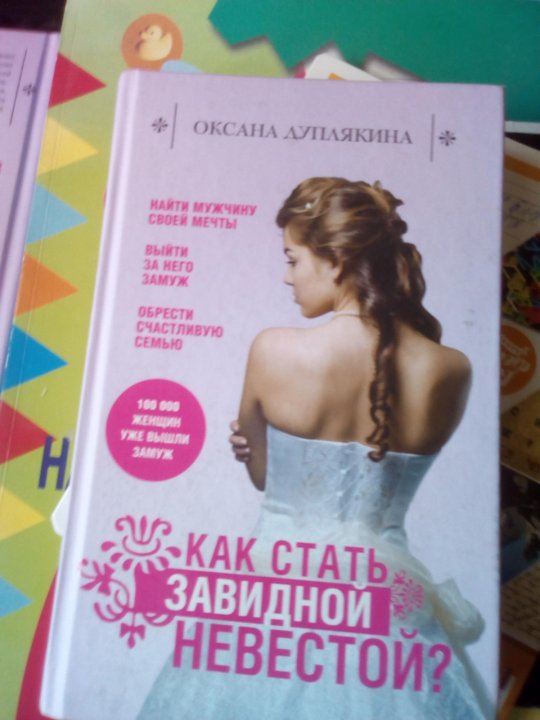 ОКСАНА ЛУПЛЯКИНА
НАЙТИ МУЖЧИНУ
СВОЕЙ МЕЧТЫ
ВЫЙТИ
ЗА НЕГО
ЗАМУЖ
ОБРЕСТИ
СЧАСТЛИВУЮ
СЕМЬЮ
100 000
ЖЕНЩИН
УЖЕ ВЫШЛИ
ЗАМУЖ
КАК СТАТЬ
ЗАВИДНОЙ
НЕВЕСТОЙ?